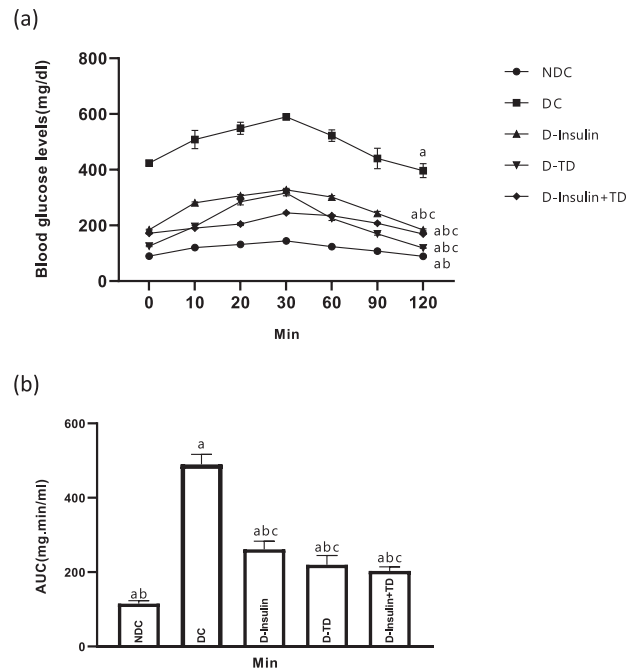 (a)
800
600
400
200
0
Blood glucose levels(mg/dl)
0 10 20 30 60 90 120
Min
a
abc
abc
abc
ab
NDC
DC
D-Insulin
D-TD
D-Insulin+TD
(b)
600
400
200
0
AUC(mg.min/ml)
ab
a
abc
abc
abc
NDC
DC
D-Insulin
D-TD
D-Insulin+TD
Min